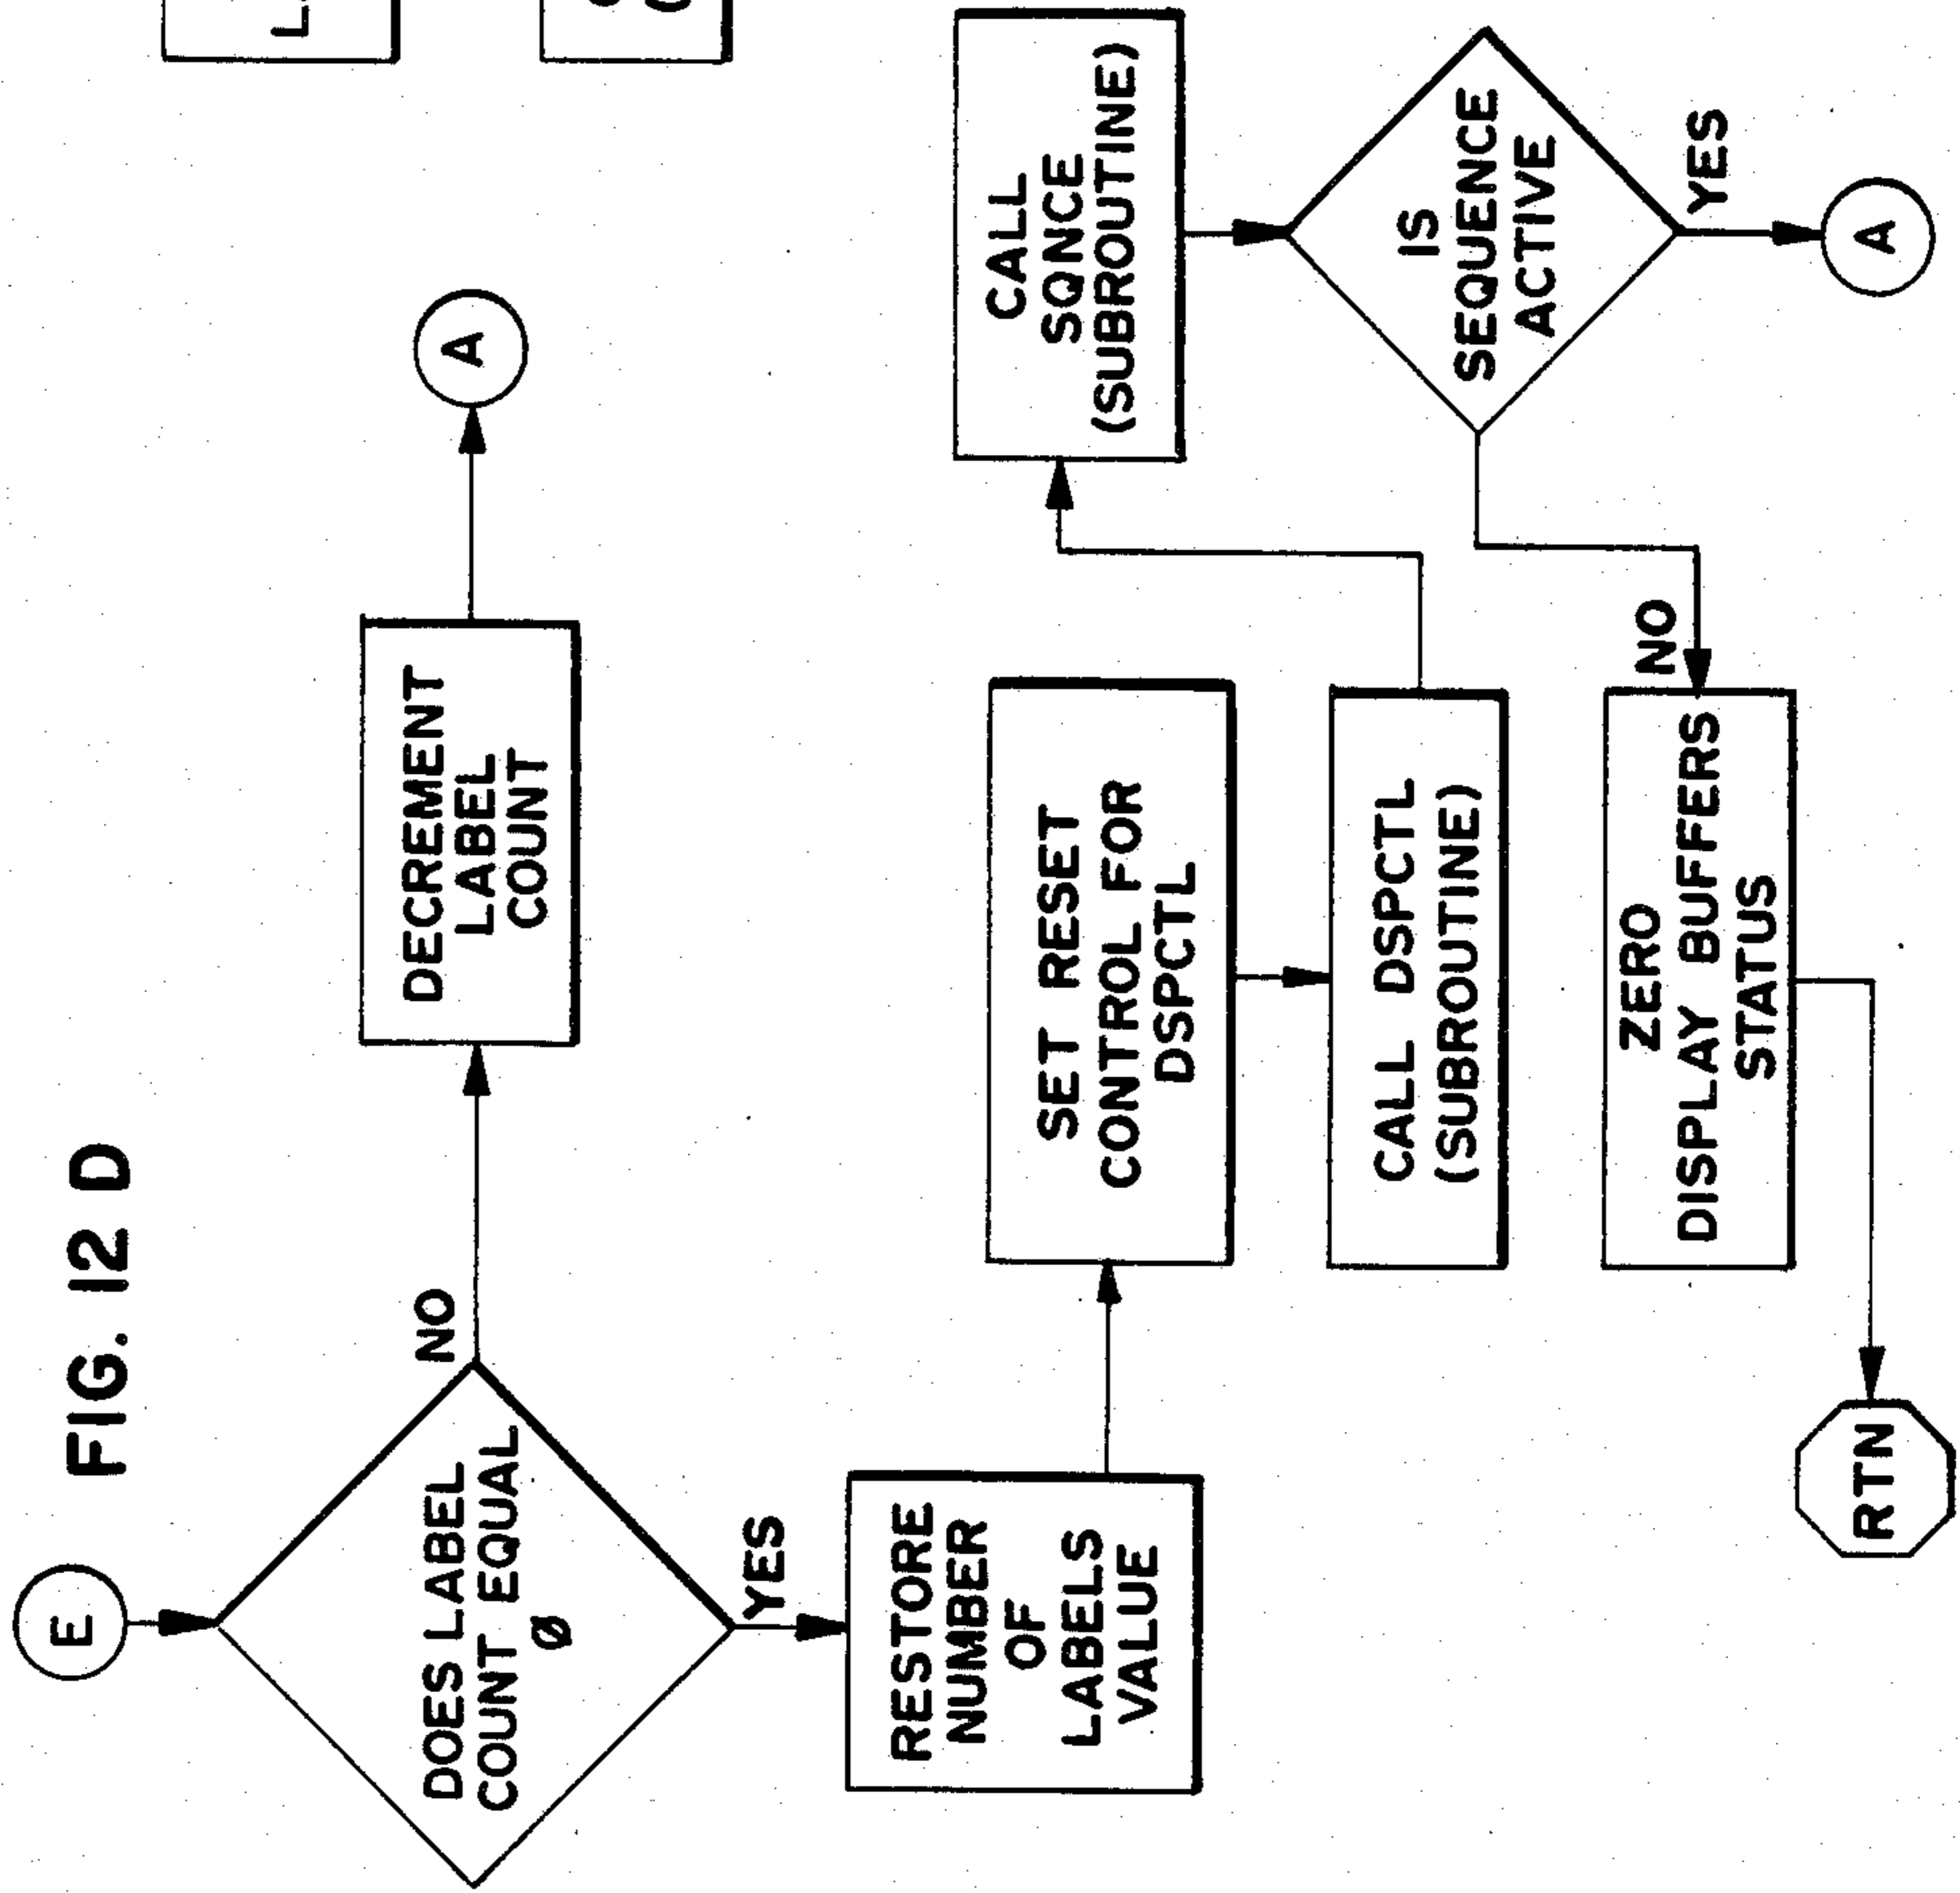 FIG. 12 D
E
DOES LABEL
COUNT EQUAL
Ø
NO
DECREMENT
LABEL
COUNT
A
YES
RESTORE
NUMBER
OF
LABELS
VALUE
SET RESET
CONTROL FOR
DSPCTL
CALL DSPCTL
(SUBROUTINE)
CALL
SQNCE
(SUBROUTINE)
IS
SEQUENCE
ACTIVE
YES
A
NO
ZERO
DISPLAY BUFFERS
STATUS
RTN